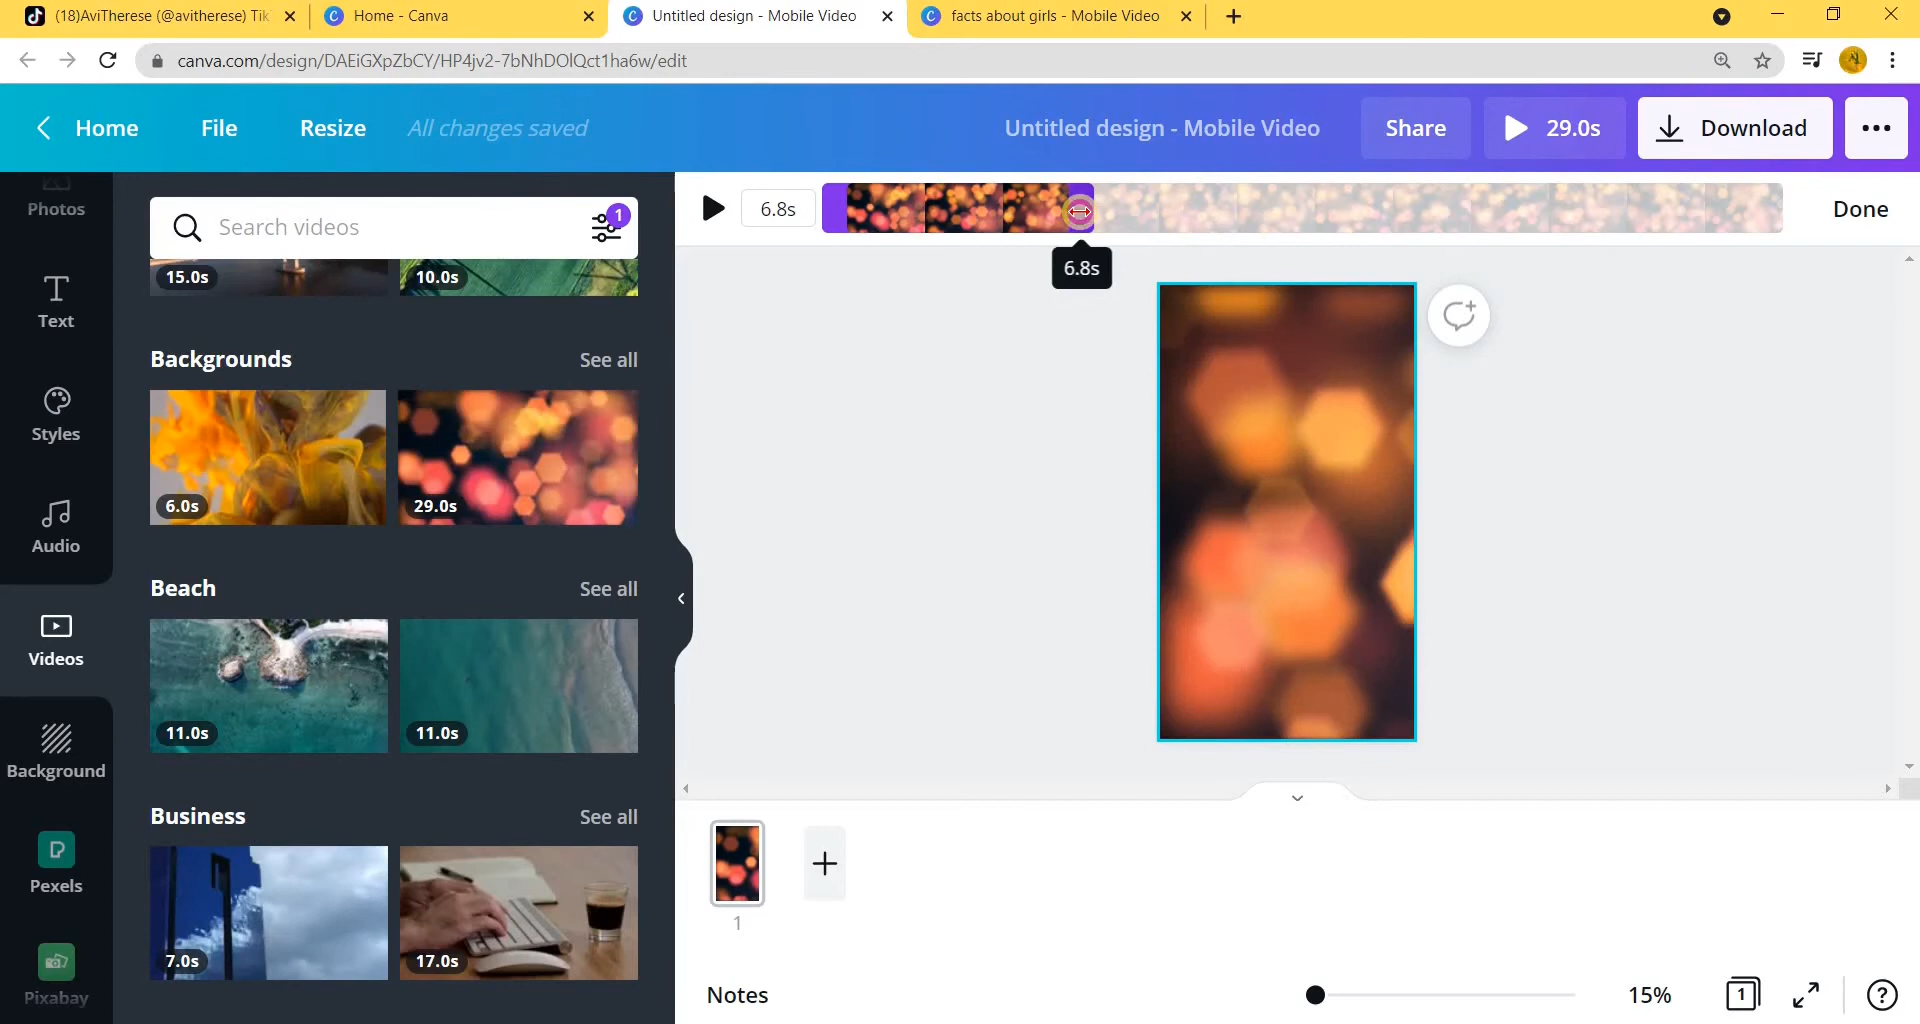 (18)AviTherese (@avitherese) Tik
Home - Canva
Untitled design - Mobile Video
facts about girls - Mobile Video
canva.com/design/DAEiGXpZbCY/HP4jv2-7bNhDOlQct1ha6w/edit
Home
File
Resize
All changes saved
Untitled design - Mobile Video
Share
29.0s
Download
Photos
Text
Styles
Audio
Videos
Background
Pexels
Pixabay
Search videos
1
15.0s
10.0s
Backgrounds
See all
6.0s
29.0s
Beach
See all
11.0s
11.0s
Business
See all
7.0s
17.0s
6.8s
Done
6.8s
1
Notes
15%
1